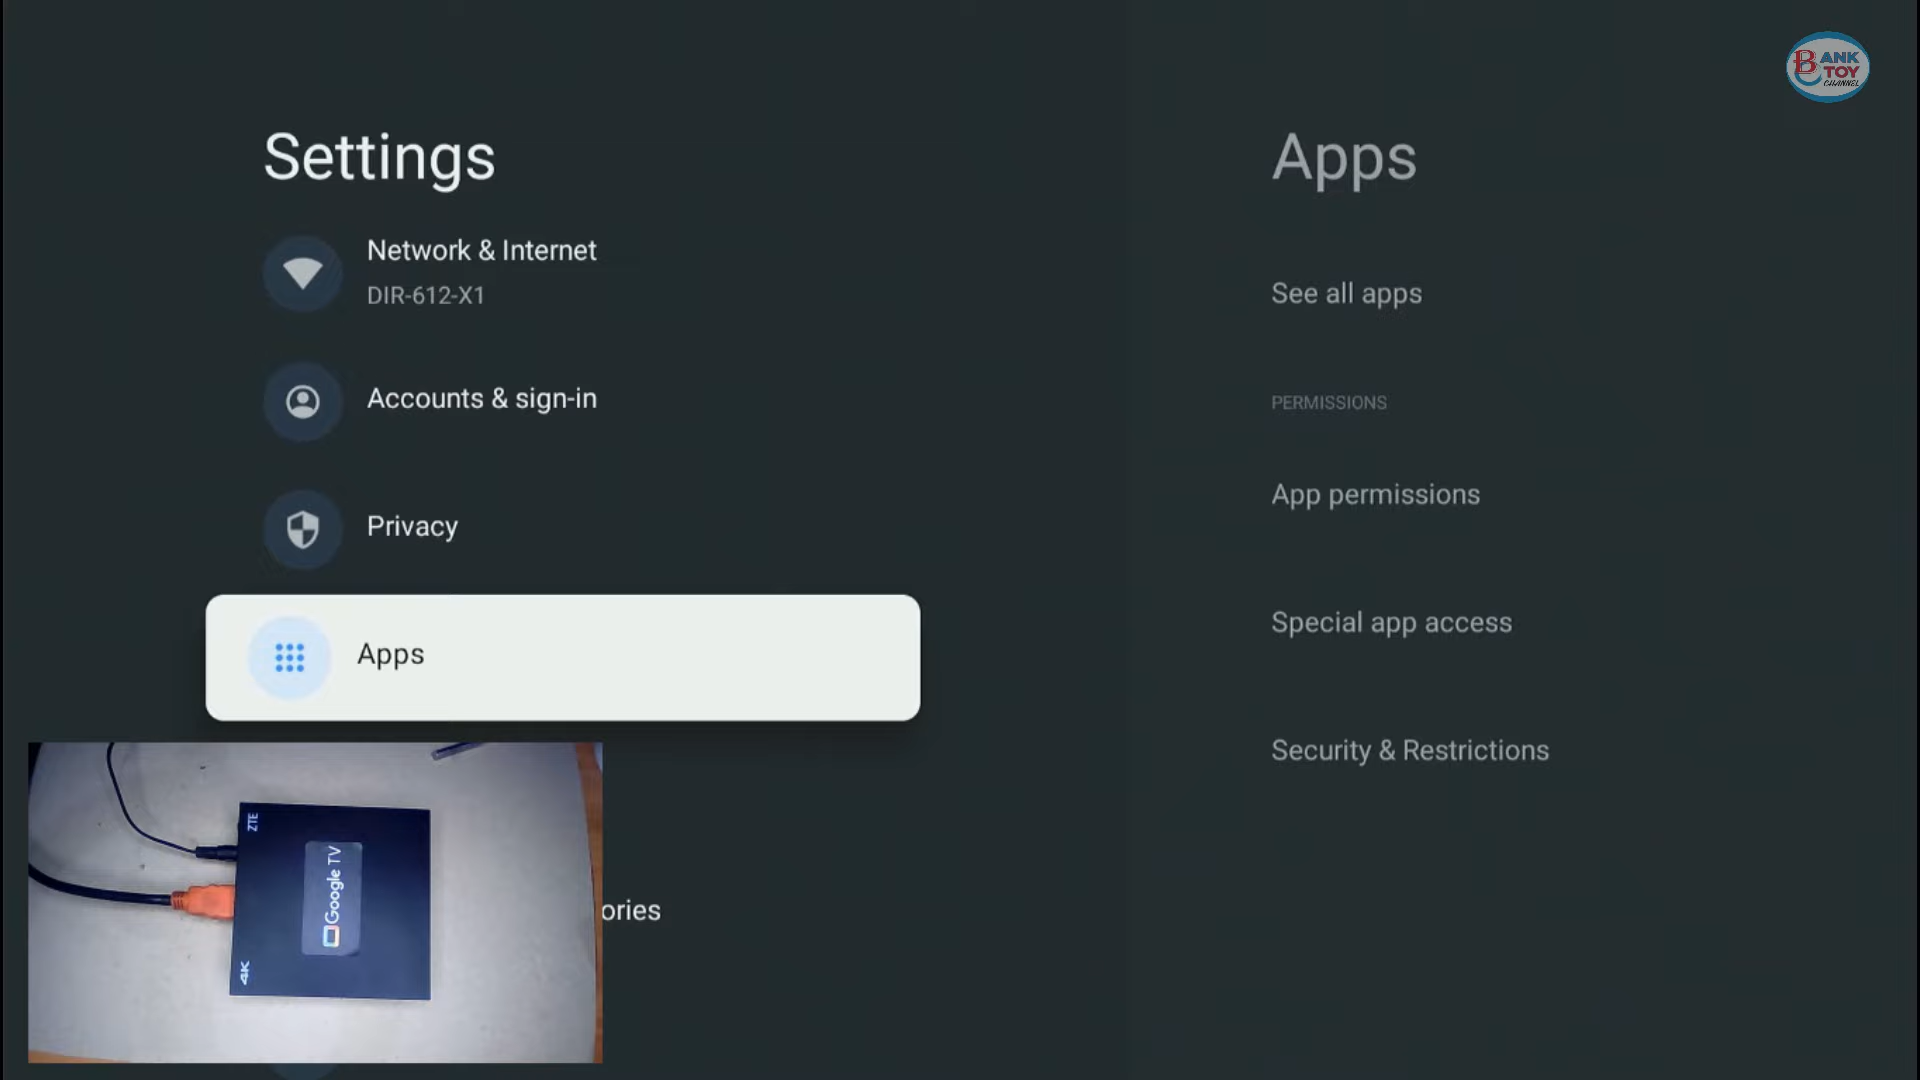 BANK
TOY
CHANNEL
Settings
Network & Internet
DIR-612-X1
Accounts & sign-in
Privacy
Apps
ories
Apps
See all apps
PERMISSIONS
App permissions
Special app access
Security & Restrictions
ZTE
Google TV
4K